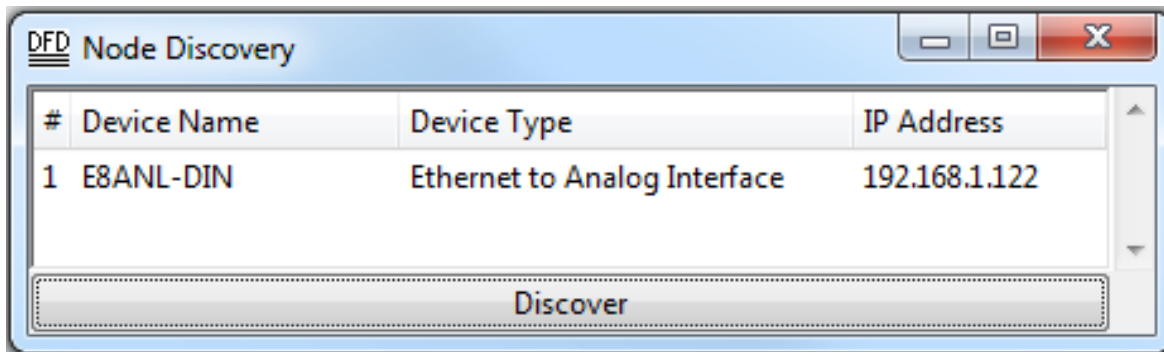 DFD Node Discovery
# Device Name Device Type IP Address
1 E8ANL-DIN Ethernet to Analog Interface 192.168.1.122
Discover